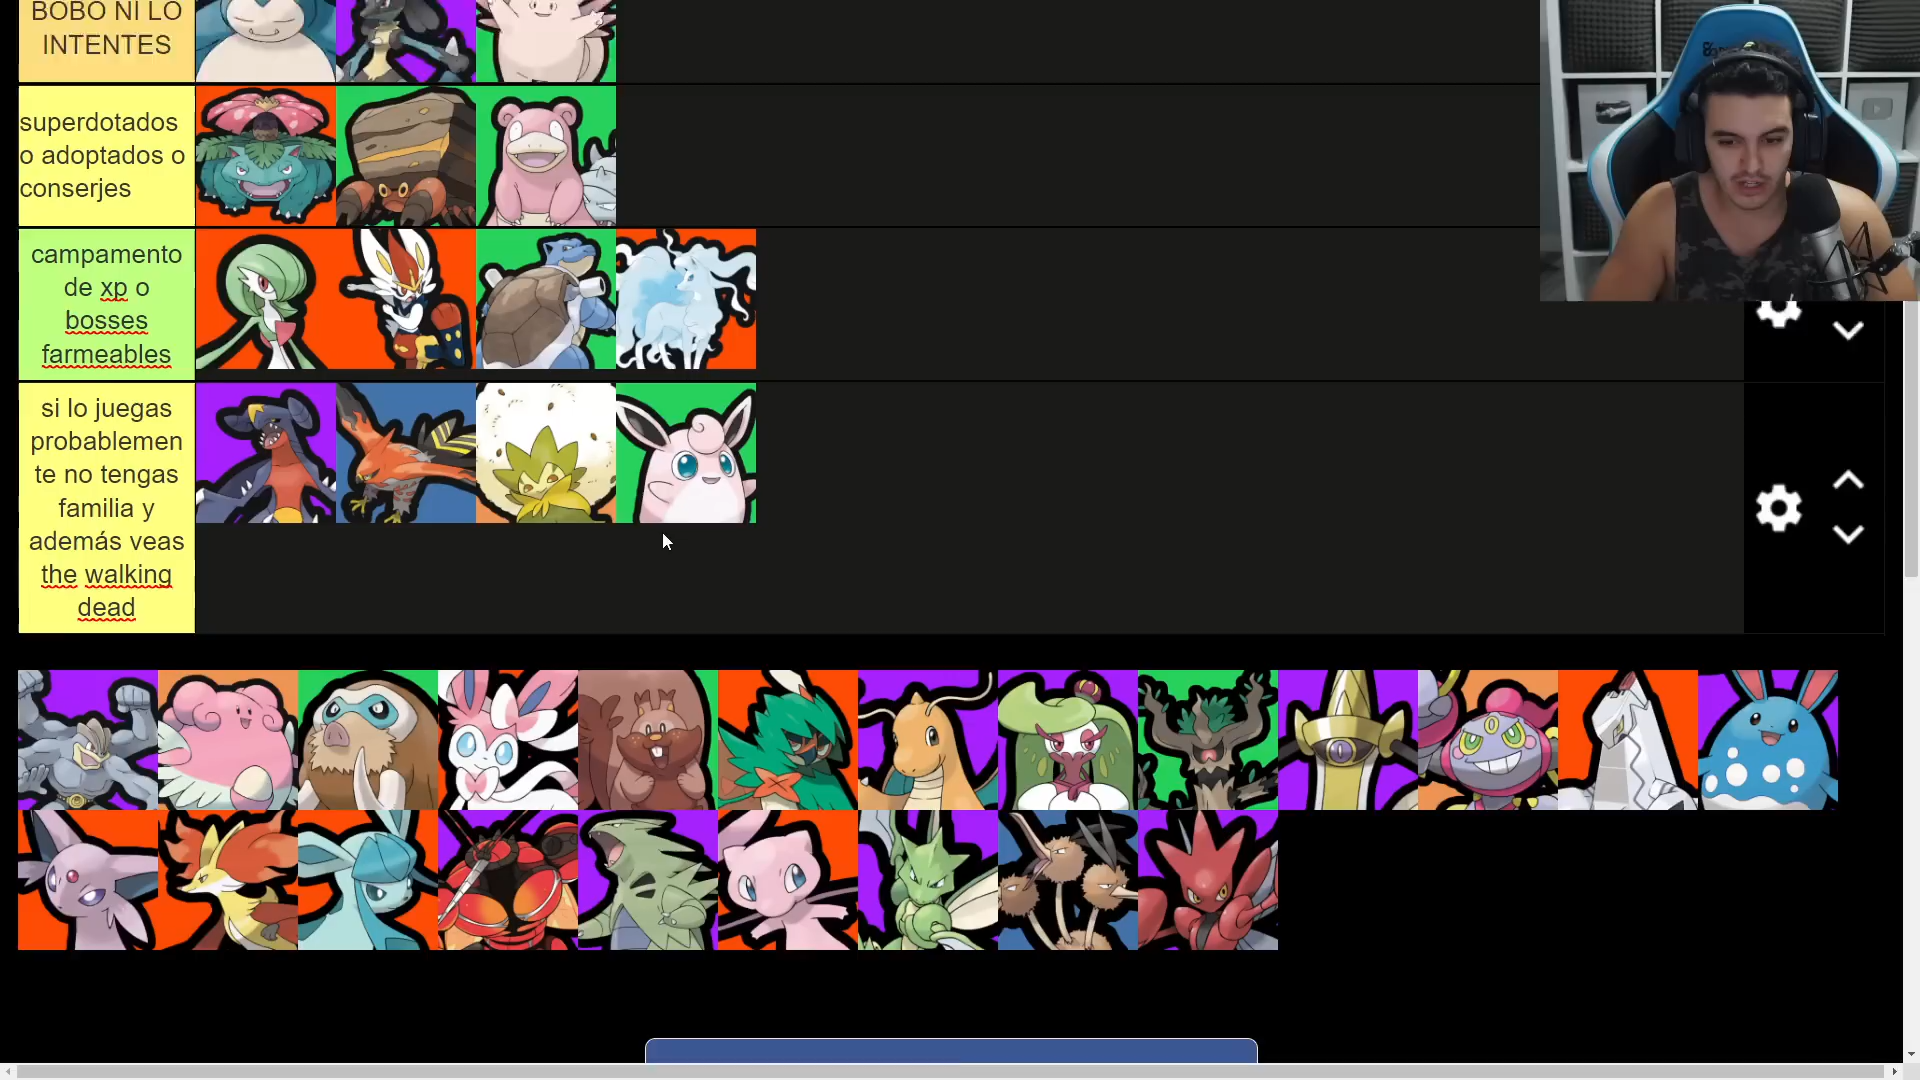 BOBO NI LO
INTENTES
superdotados
o adoptados o
conserjes
campamento
de xp o
bosses
farmeables
si lo juegas
probablemen
te no tengas
familia y
además veas
the walking
dead